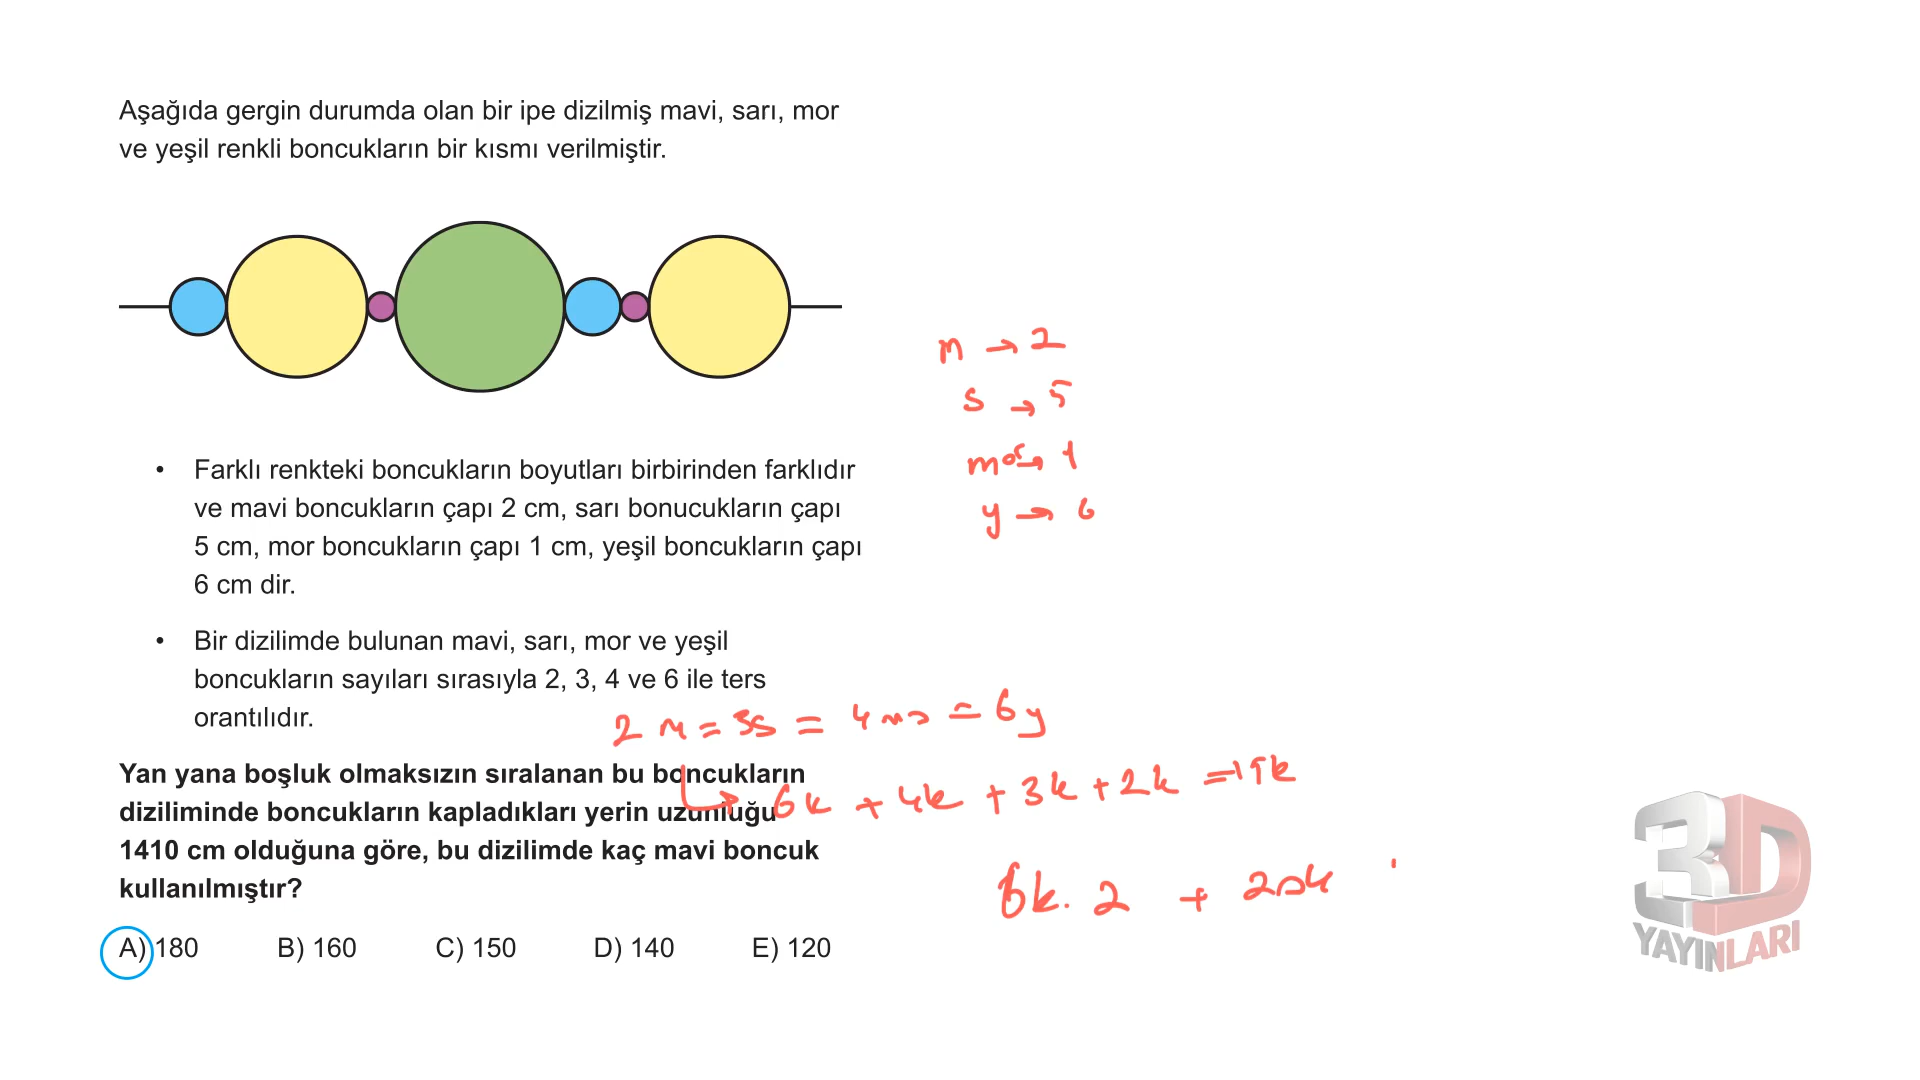 Aşağıda gergin durumda olan bir ipe dizilmiş mavi, sarı, mor
ve yeşil renkli boncukların bir kısmı verilmiştir.
m → 2
s → 5
mor → 1
y → 6
• Farklı renkteki boncukların boyutları birbirinden farklıdır
ve mavi boncukların çapı 2 cm, sarı bonucukların çapı
5 cm, mor boncukların çapı 1 cm, yeşil boncukların çapı
6 cm dir.
• Bir dizilimde bulunan mavi, sarı, mor ve yeşil
boncukların sayıları sırasıyla 2, 3, 4 ve 6 ile ters
orantılıdır.
2 m = 3s = 4mo = 6y
Yan yana boşluk olmaksızın sıralanan bu boncukların
diziliminde boncukların kapladıkları yerin uzunluğu
1410 cm olduğuna göre, bu dizilimde kaç mavi boncuk
kullanılmıştır?
6k + 4k + 3k + 2k = 15k
6k. 2 + 20k
A) 180 B) 160 C) 150 D) 140 E) 120
3D
YAYINLARI